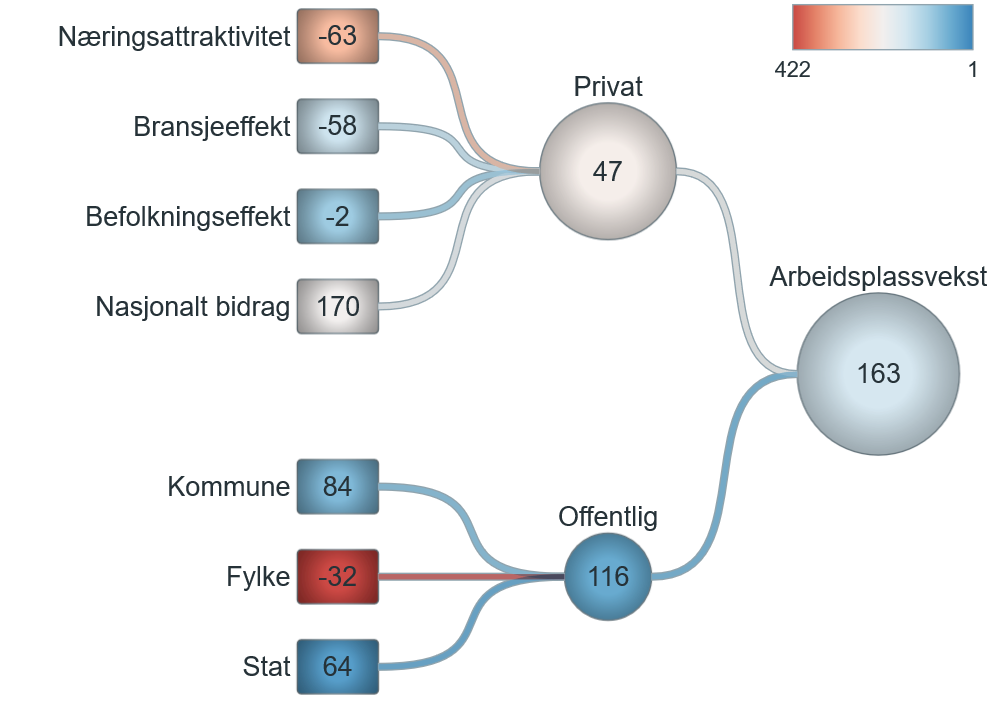 Næringsattraktivitet -63
422 1
Privat
Bransjeeffekt -58
47
Befolkningseffekt -2
Nasjonalt bidrag 170
Arbeidsplassvekst
163
Kommune 84
Offentlig
Fylke -32
116
Stat 64